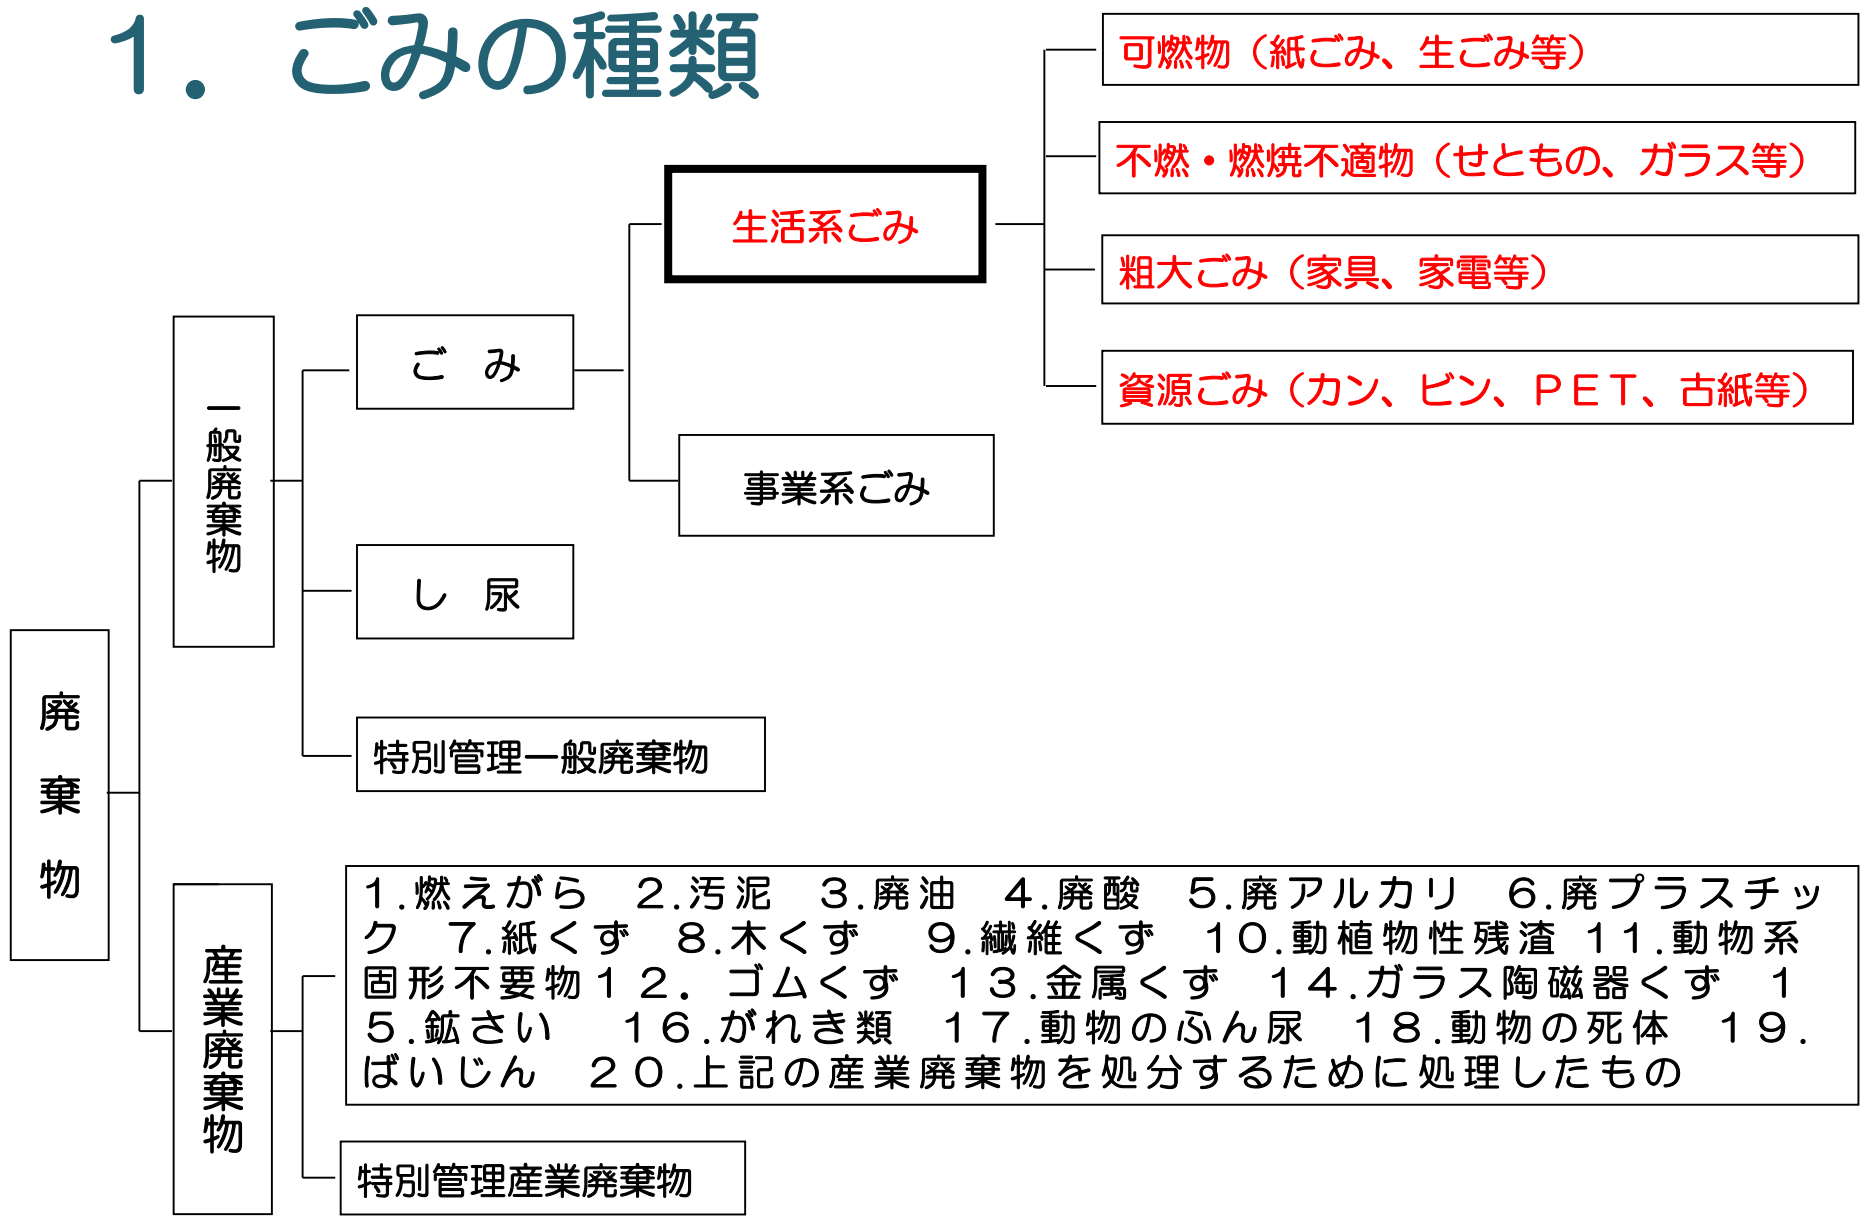 １．ごみの種類
可燃物（紙ごみ、生ごみ等）
不燃・燃焼不適物（せともの、ガラス等）
生活系ごみ
粗大ごみ（家具、家電等）
ご　み
資源ごみ（カン、ビン、ＰＥＴ、古紙等）
一般廃棄物
事業系ごみ
し　尿
廃棄物
特別管理一般廃棄物
産業廃棄物
１.燃えがら　２.汚泥　３.廃油　４.廃酸　５.廃アルカリ　６.廃プラスチッ
ク　７.紙くず　８.木くず　 ９.繊維くず　１０.動植物性残渣 １１.動物系
固形不要物１２．ゴムくず　１３.金属くず　１４.ガラス陶磁器くず　１
５.鉱さい　 １６.がれき類　１７.動物のふん尿　１８.動物の死体　１９.
ばいじん　２０.上記の産業廃棄物を処分するために処理したもの
特別管理産業廃棄物